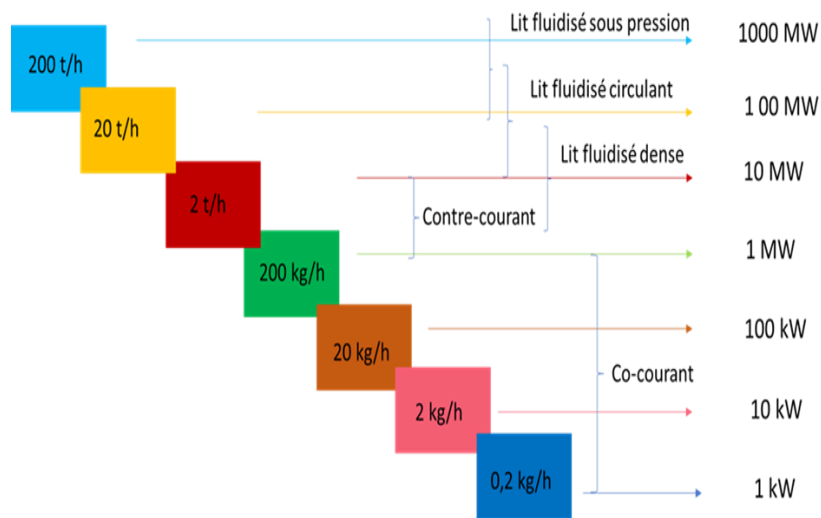 200 t/h
Lit fluidisé sous pression
1000 MW
20 t/h
Lit fluidisé circulant
1 00 MW
2 t/h
Lit fluidisé dense
10 MW
Contre-courant
200 kg/h
1 MW
20 kg/h
100 kW
Co-courant
2 kg/h
10 kW
0,2 kg/h
1 kW